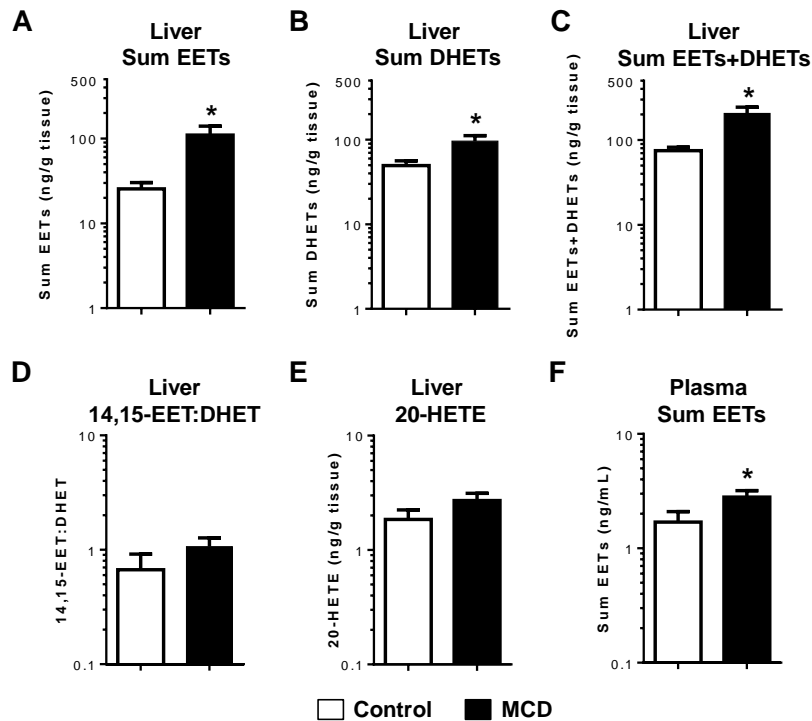 A
Liver
Sum EETs
Sum EETs (ng/g tissue)
500
100
10
1
*
B
Liver
Sum DHETs
Sum DHETs (ng/g tissue)
500
100
10
1
*
C
Liver
Sum EETs+DHETs
Sum EETs+DHETs (ng/g tissue)
500
100
10
1
*
D
Liver
14,15-EET:DHET
14,15-EET:DHET
10
1
0.1
E
Liver
20-HETE
20-HETE (ng/g tissue)
10
1
0.1
F
Plasma
Sum EETs
Sum EETs (ng/mL)
10
1
0.1
*
Control
MCD